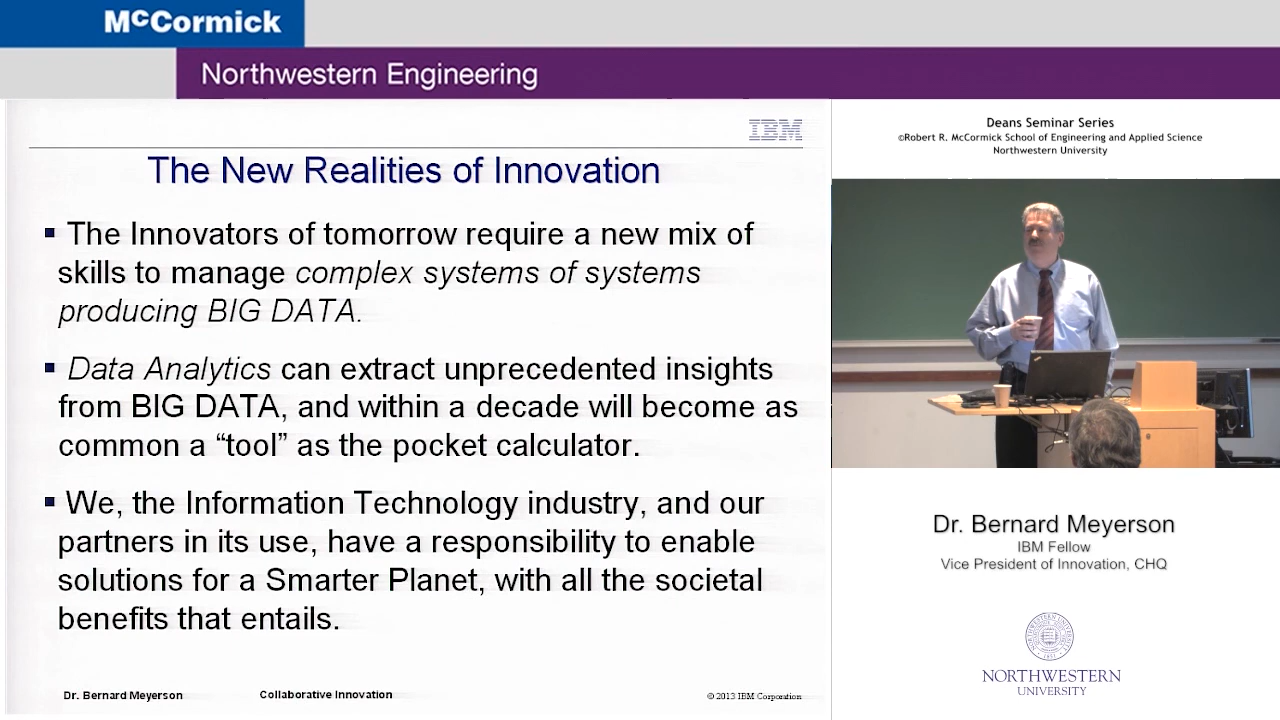 McCormick
Northwestern Engineering
IBM
The New Realities of Innovation
▪ The Innovators of tomorrow require a new mix of
skills to manage complex systems of systems
producing BIG DATA.
▪ Data Analytics can extract unprecedented insights
from BIG DATA, and within a decade will become as
common a “tool” as the pocket calculator.
▪ We, the Information Technology industry, and our
partners in its use, have a responsibility to enable
solutions for a Smarter Planet, with all the societal
benefits that entails.
Dr. Bernard Meyerson
Collaborative Innovation
© 2013 IBM Corporation
Deans Seminar Series
©Robert R. McCormick School of Engineering and Applied Science
Northwestern University
Dr. Bernard Meyerson
IBM Fellow
Vice President of Innovation, CHQ
NORTHWESTERN
UNIVERSITY